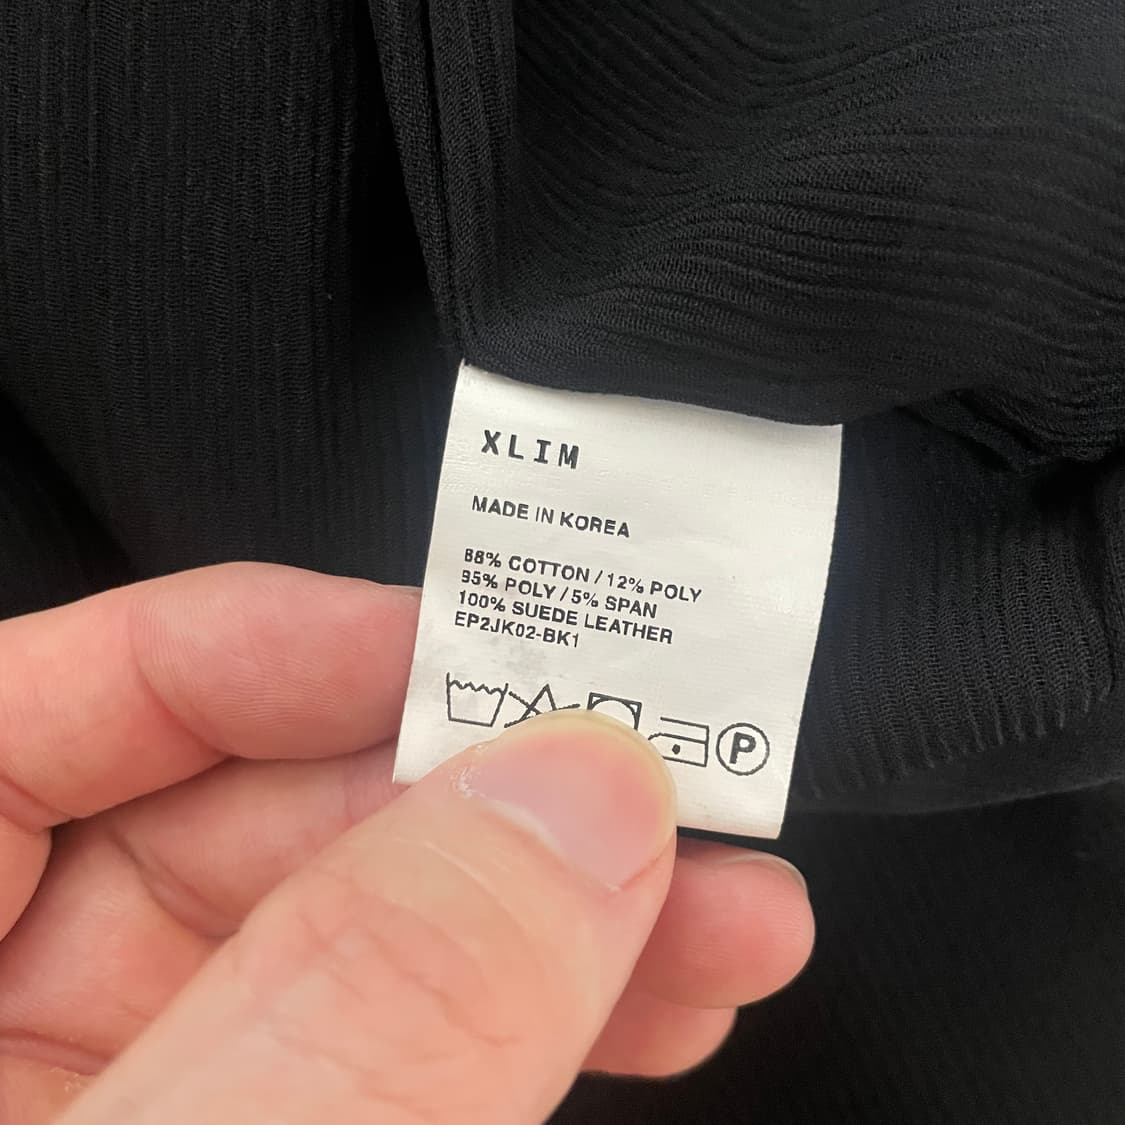 XLIM
MADE IN KOREA
88% COTTON / 12% POLY
95% POLY / 5% SPAN
100% SUEDE LEATHER
EP2JK02-BK1
P